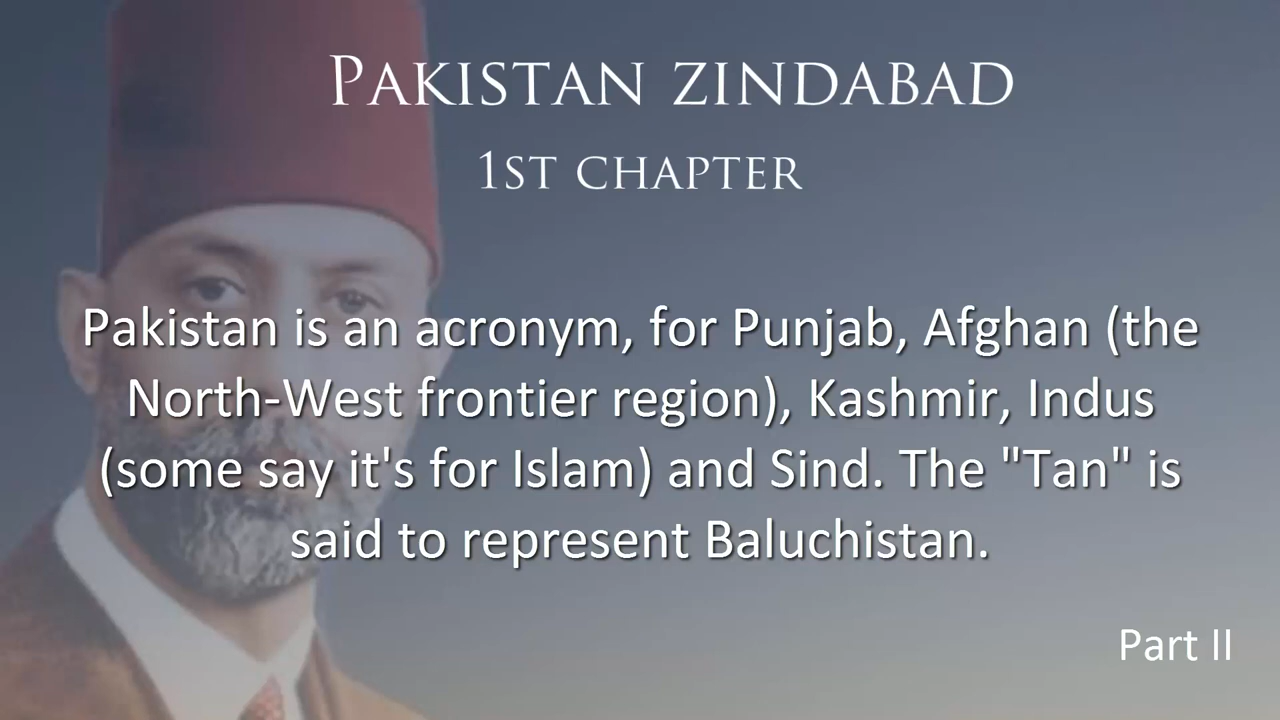 PAKISTAN ZINDABAD
1ST CHAPTER
Pakistan is an acronym, for Punjab, Afghan (the
North-West frontier region), Kashmir, Indus
(some say it's for Islam) and Sind. The "Tan" is
said to represent Baluchistan.
Part II